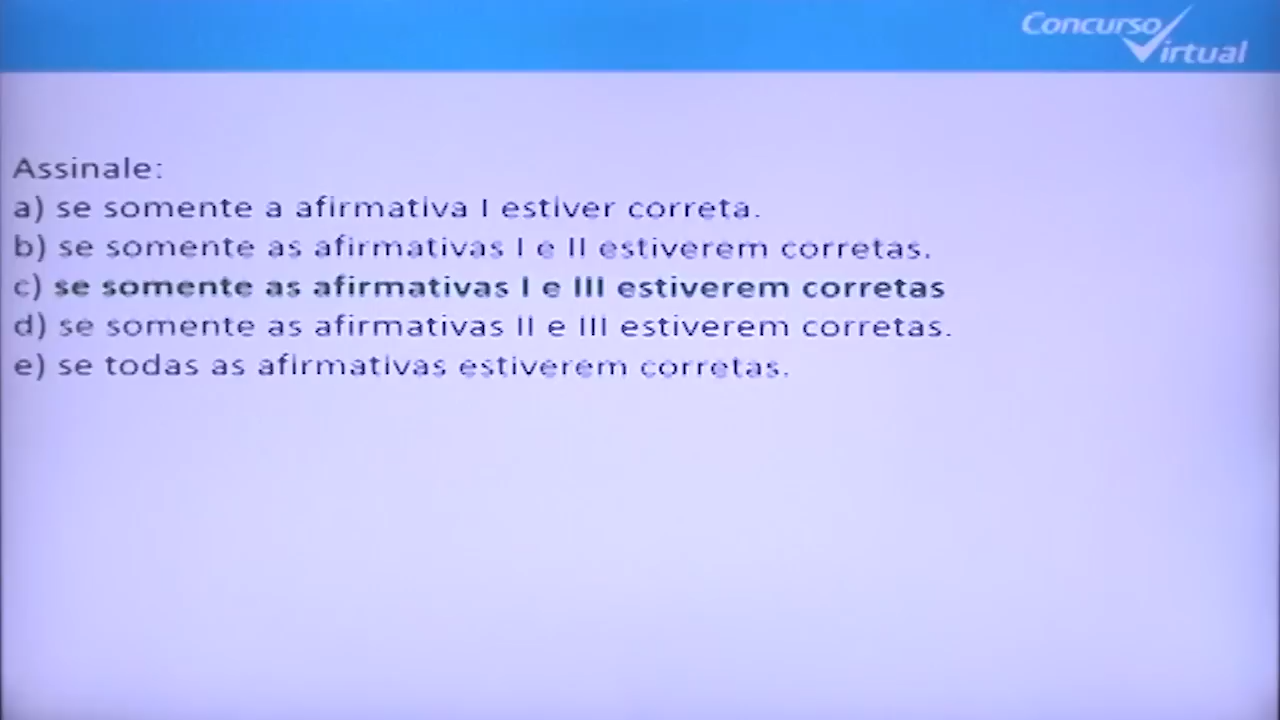 Concurso
Virtual
Assinale:
a) se somente a afirmativa I estiver correta.
b) se somente as afirmativas I e II estiverem corretas.
c) se somente as afirmativas I e III estiverem corretas
d) se somente as afirmativas II e III estiverem corretas.
e) se todas as afirmativas estiverem corretas.